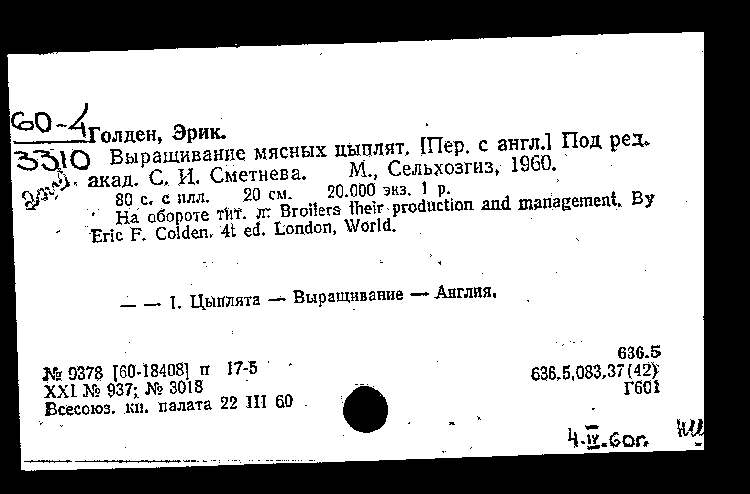 60-4
3310
Голден, Эрик.
Выращивание мясных цыплят. [Пер. с англ.] Под ред.
акад. С. И. Сметнева. М., Сельхозгиз, 1960.
80 с. с илл. 20 см. 20.000 экз. 1 р.
На обороте тит. л: Broilers their production and management. By
Eric F. Colden. 4t ed. London, World.
— — 1. Цыплята — Выращивание — Англия.
636.5
№ 9378 [60-18408] п 17-5 636.5,083.37(42)
XXI № 937; № 3018 Г601
Всесоюз. кн. палата 22 III 60
4.IV.60г.